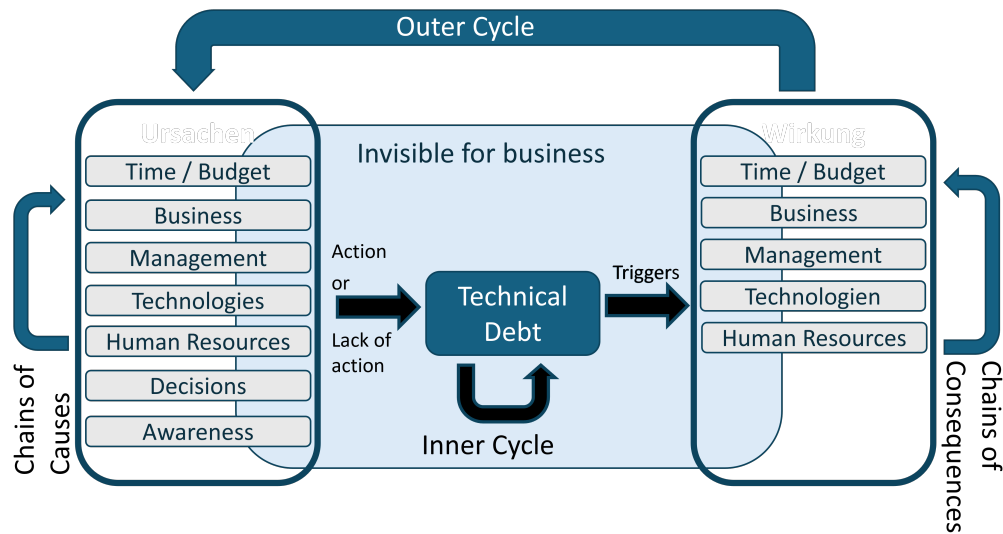 Outer Cycle
Ursachen
Time / Budget
Business
Management
Technologies
Human Resources
Decisions
Awareness
Chains of
Causes
Invisible for business
Action
or
Lack of
action
Technical
Debt
Inner Cycle
Triggers
Wirkung
Time / Budget
Business
Management
Technologien
Human Resources
Chains of
Consequences